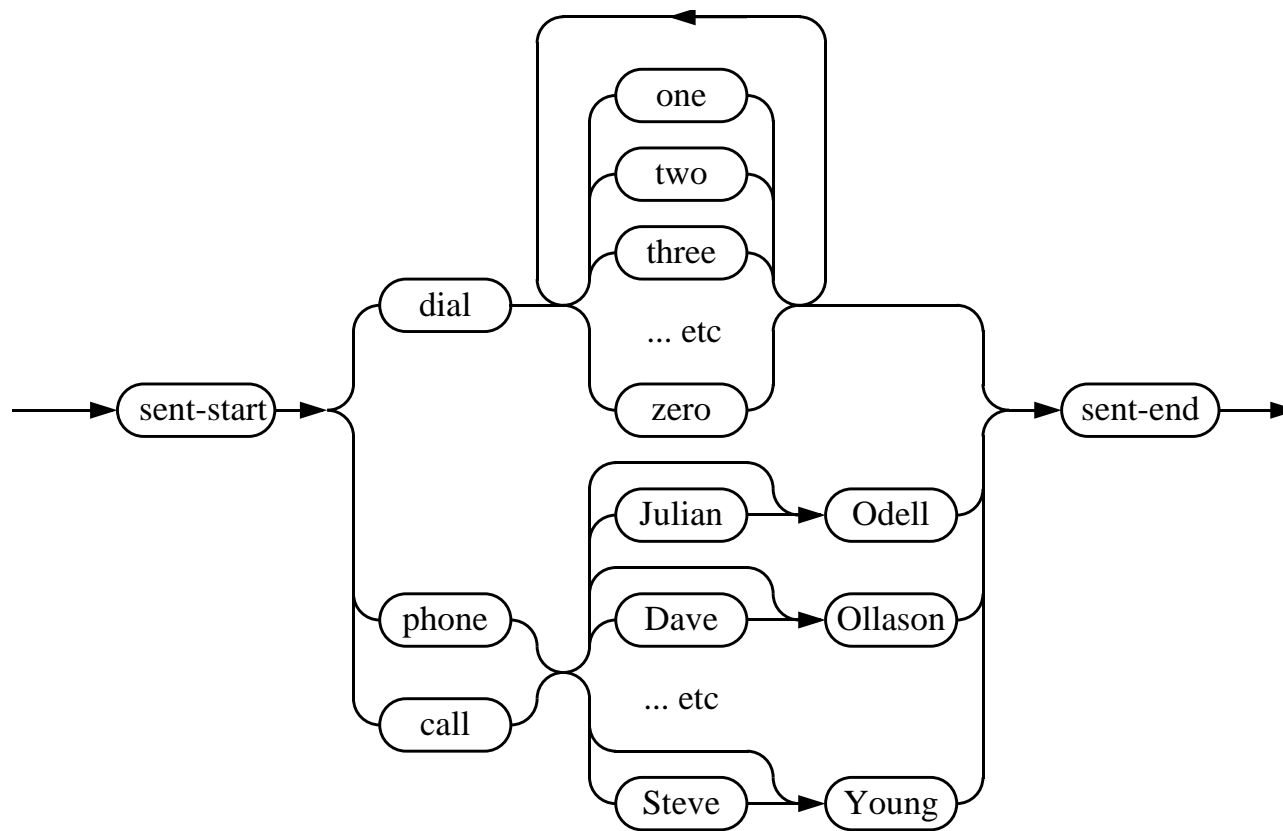 one
two
three
dial
... etc
sent-start
zero
sent-end
Julian
Odell
phone
Dave
Ollason
... etc
call
Steve
Young